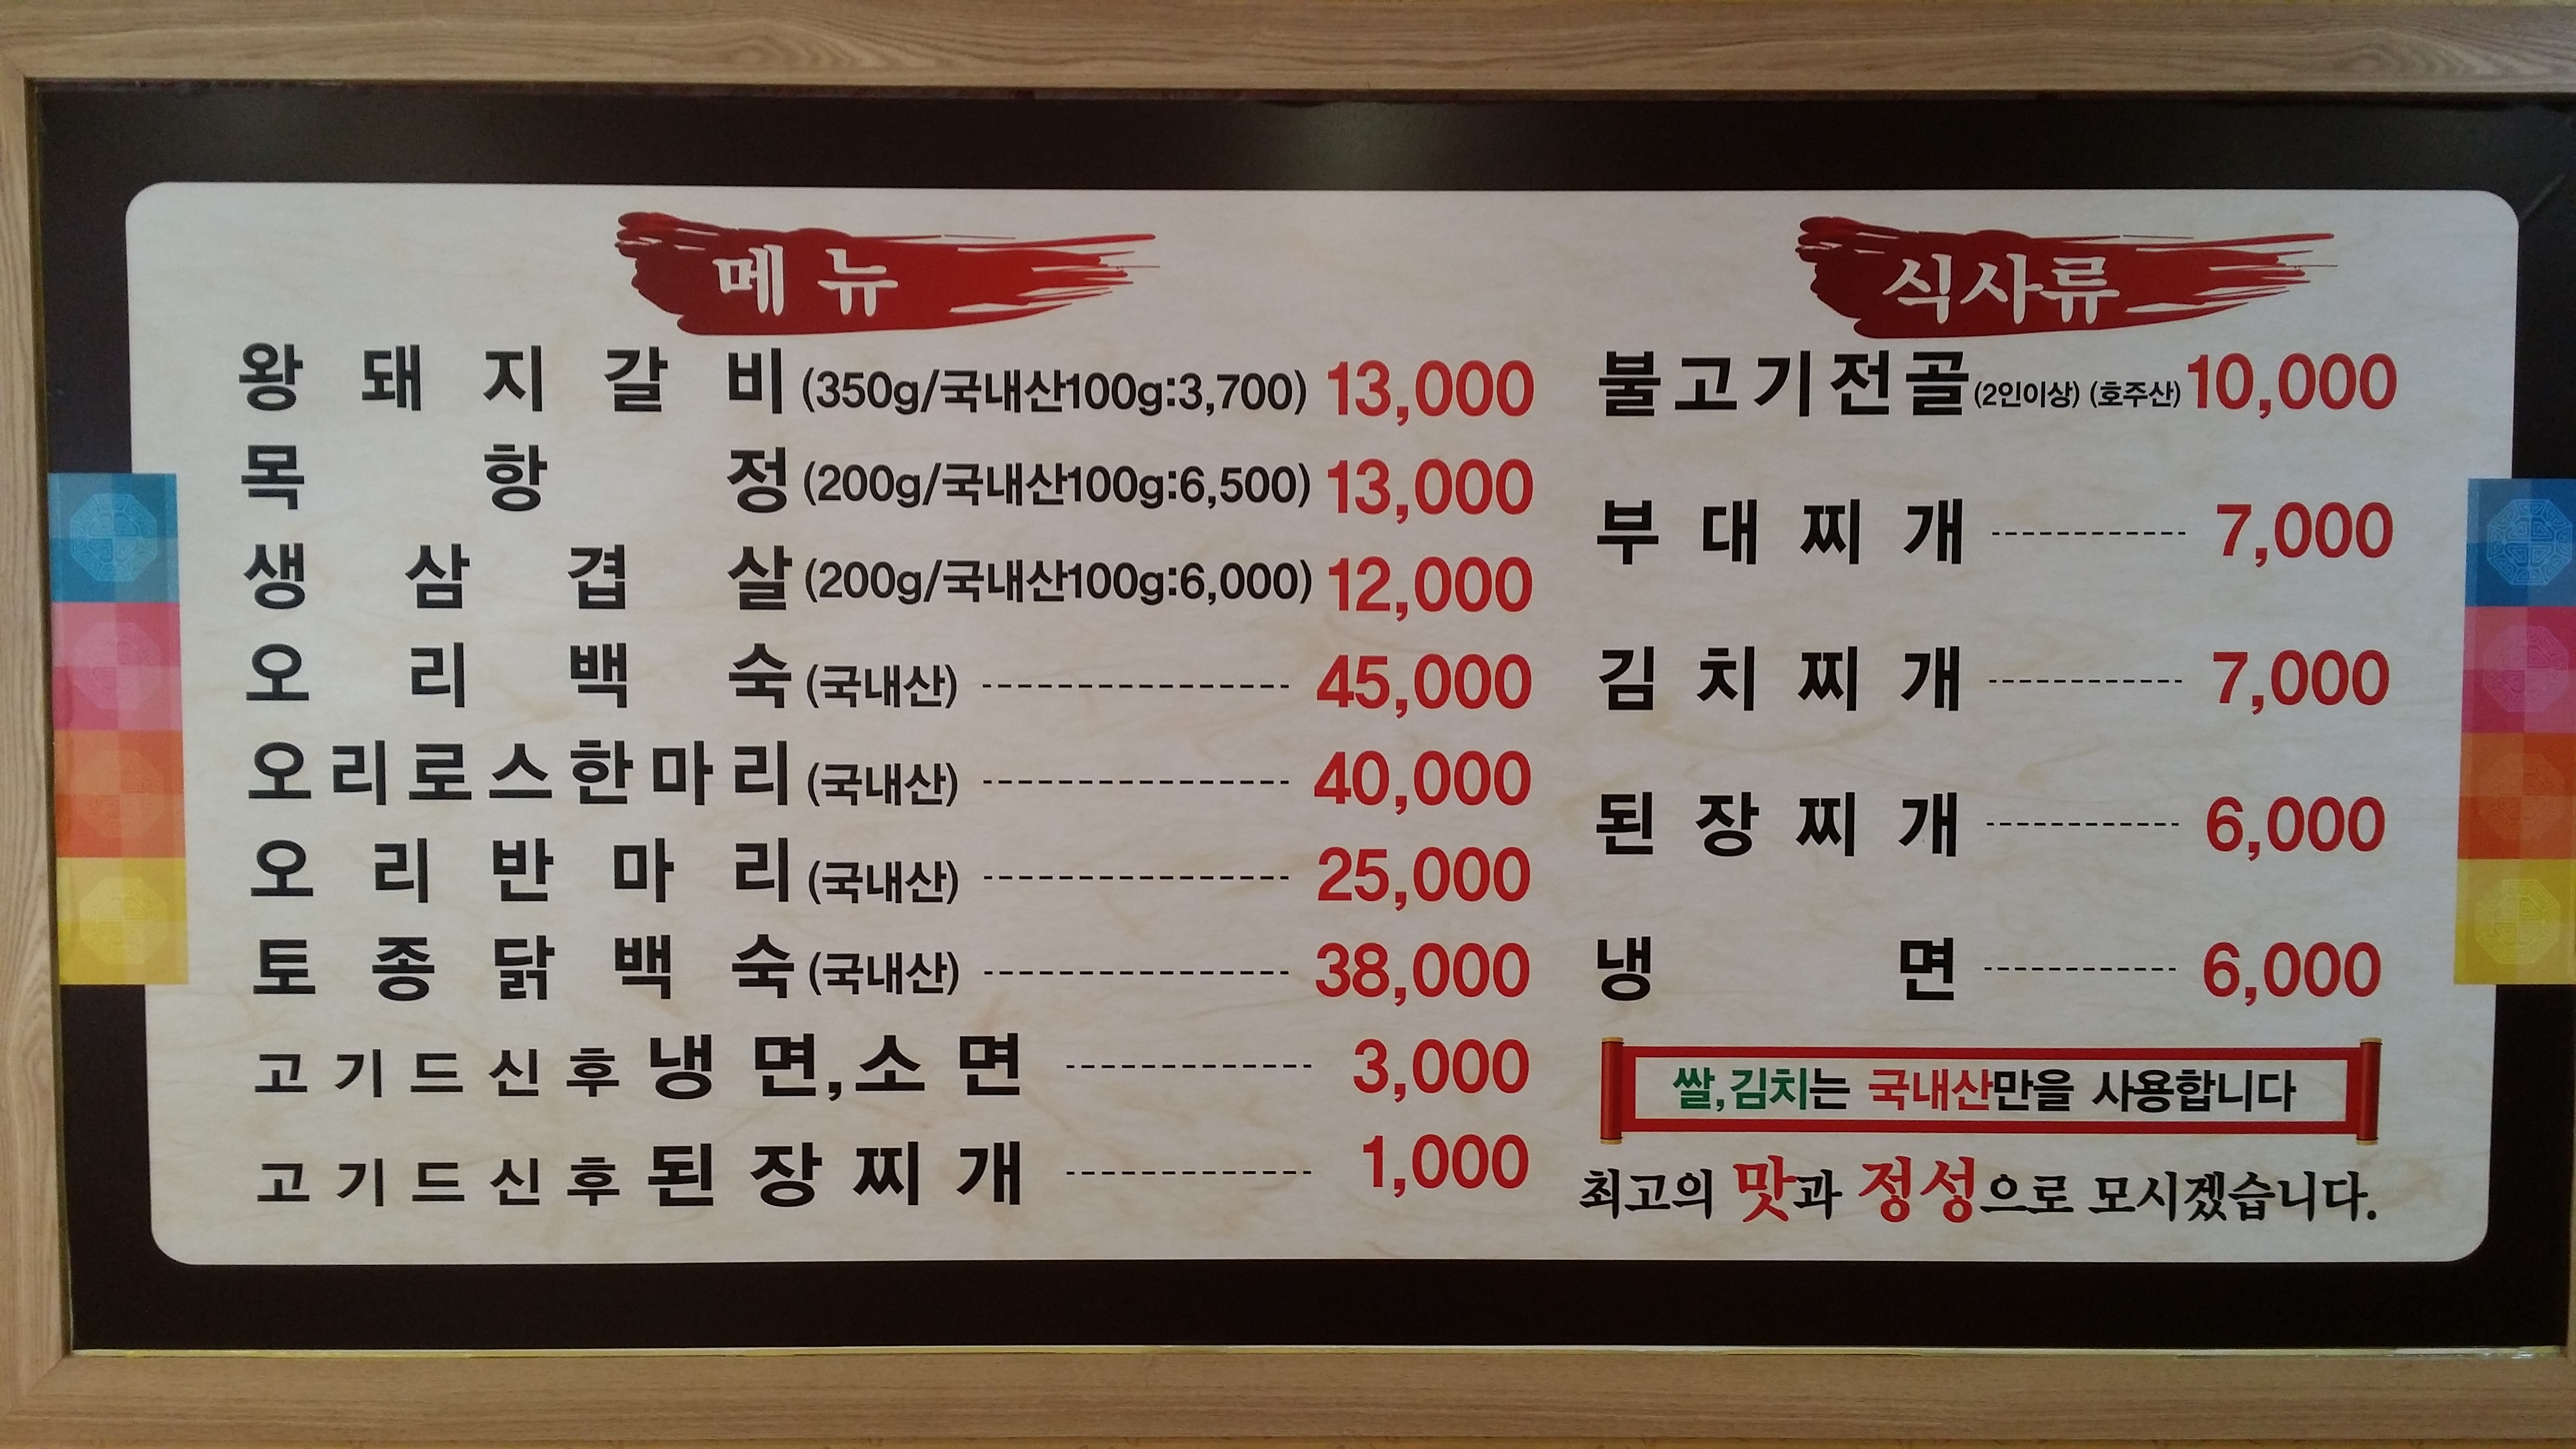 메뉴
왕돼지갈비(350g/국내산100g:3,700) 13,000
목항정(200g/국내산100g:6,500) 13,000
생삼겹살(200g/국내산100g:6,000) 12,000
오리백숙(국내산) 45,000
오리로스한마리(국내산) 40,000
오리반마리(국내산) 25,000
토종닭백숙(국내산) 38,000
고기드신후 냉면,소면 3,000
고기드신후 된장찌개 1,000
식사류
불고기전골(2인이상) (호주산) 10,000
부대찌개 7,000
김치찌개 7,000
된장찌개 6,000
냉면 6,000
쌀,김치는 국내산만을 사용합니다
최고의 맛과 정성으로 모시겠습니다.